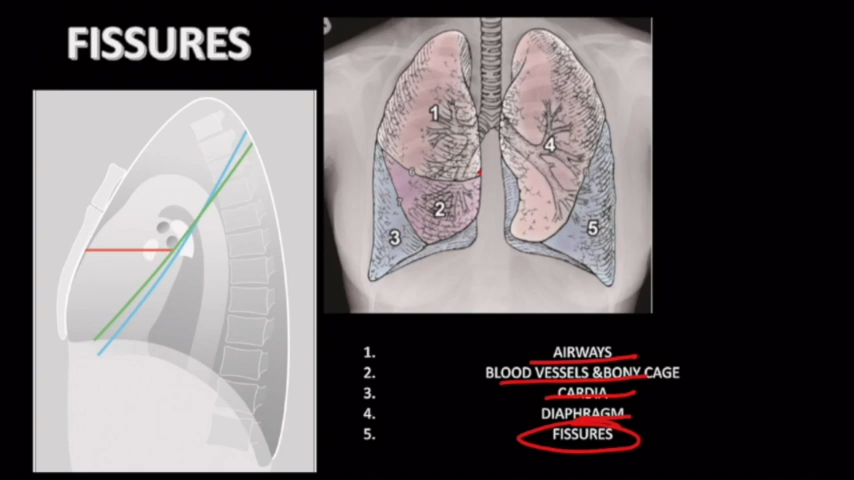 FISSURES
1
2
3
4
5
1. AIRWAYS
2. BLOOD VESSELS &BONY CAGE
3. CARDIA
4. DIAPHRAGM
5. FISSURES